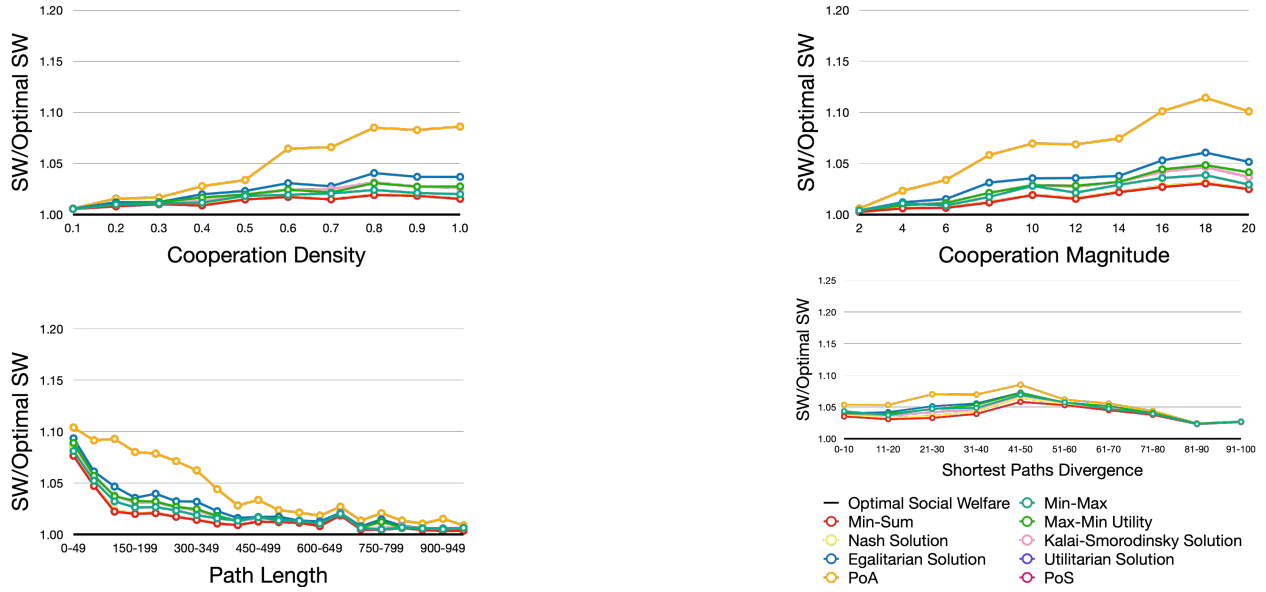 SW/Optimal SW
1.20
1.15
1.10
1.05
1.00
0.1 0.2 0.3 0.4 0.5 0.6 0.7 0.8 0.9 1.0
Cooperation Density
SW/Optimal SW
1.20
1.15
1.10
1.05
1.00
2 4 6 8 10 12 14 16 18 20
Cooperation Magnitude
SW/Optimal SW
1.20
1.10
1.05
1.00
0-49 150-199 300-349 450-499 600-649 750-799 900-949
Path Length
SW/Optimal SW
1.25
1.20
1.15
1.10
1.05
1.00
0-10 11-20 21-30 31-40 41-50 51-60 61-70 71-80 81-90 91-100
Shortest Paths Divergence
Optimal Social Welfare
Min-Sum
Nash Solution
Egalitarian Solution
PoA
Min-Max
Max-Min Utility
Kalai-Smorodinsky Solution
Utilitarian Solution
PoS